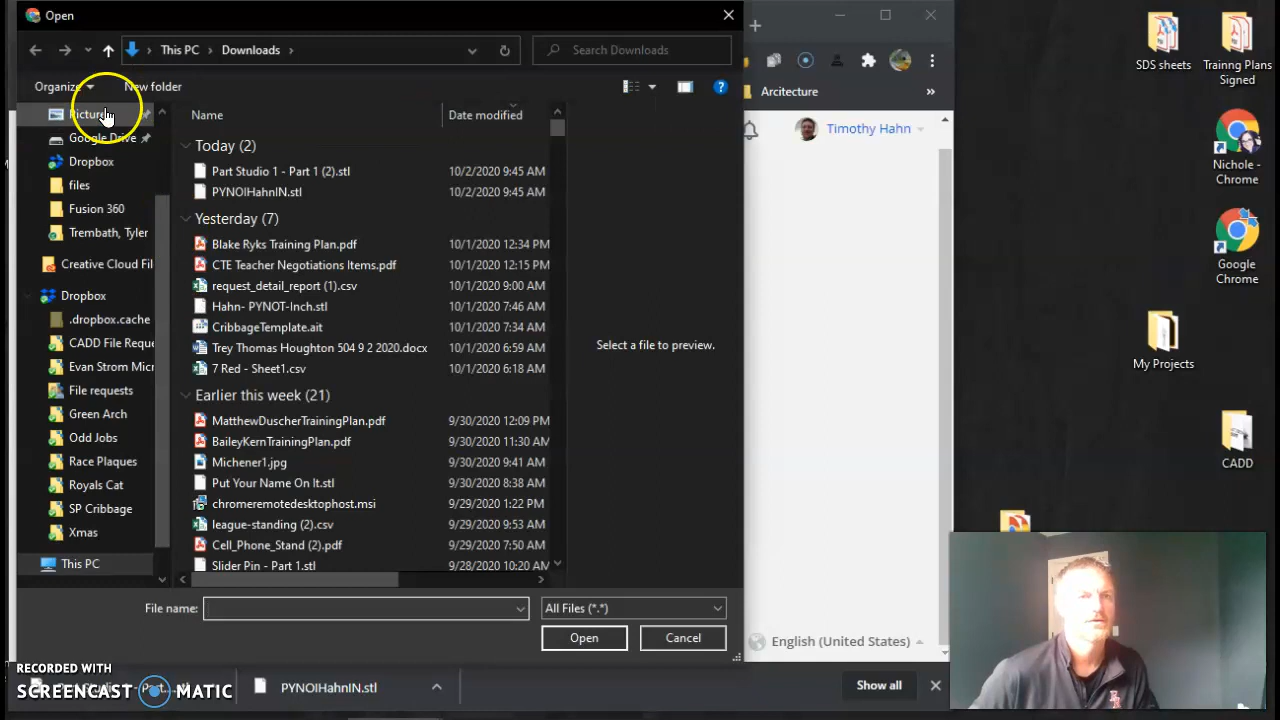 Open
This PC > Downloads >
Search Downloads
Organize
New folder
Pictures
Google Drive
Dropbox
files
Fusion 360
Trembath, Tyler
Creative Cloud Fil
Dropbox
.dropbox.cache
CADD File Reque
Evan Strom Micr
File requests
Green Arch
Odd Jobs
Race Plaques
Royals Cat
SP Cribbage
Xmas
This PC
Name Date modified
Today (2)
Part Studio 1 - Part 1 (2).stl 10/2/2020 9:45 AM
PYNOIHahnIN.stl 10/2/2020 9:45 AM
Yesterday (7)
Blake Ryks Training Plan.pdf 10/1/2020 12:34 PM
CTE Teacher Negotiations Items.pdf 10/1/2020 12:15 PM
request_detail_report (1).csv 10/1/2020 9:00 AM
Hahn- PYNOT-Inch.stl 10/1/2020 7:46 AM
CribbageTemplate.ait 10/1/2020 7:34 AM
Trey Thomas Houghton 504 9 2 2020.docx 10/1/2020 6:59 AM
7 Red - Sheet1.csv 10/1/2020 6:18 AM
Earlier this week (21)
MatthewDuscherTrainingPlan.pdf 9/30/2020 12:09 PM
BaileyKernTrainingPlan.pdf 9/30/2020 11:30 AM
Michener1.jpg 9/30/2020 9:41 AM
Put Your Name On It.stl 9/30/2020 8:38 AM
chromeremotedesktophost.msi 9/29/2020 1:22 PM
league-standing (2).csv 9/29/2020 9:53 AM
Cell_Phone_Stand (2).pdf 9/29/2020 7:50 AM
Slider Pin - Part 1.stl 9/28/2020 10:20 AM
Select a file to preview.
File name:
All Files (*.*)
Open
Cancel
Arcitecture
»
Timothy Hahn
English (United States)
PYNOIHahnIN.stl
Show all
SDS sheets
Trainng Plans
Signed
Nichole -
Chrome
Google
Chrome
My Projects
CADD
RECORDED WITH
SCREENCAST MATIC